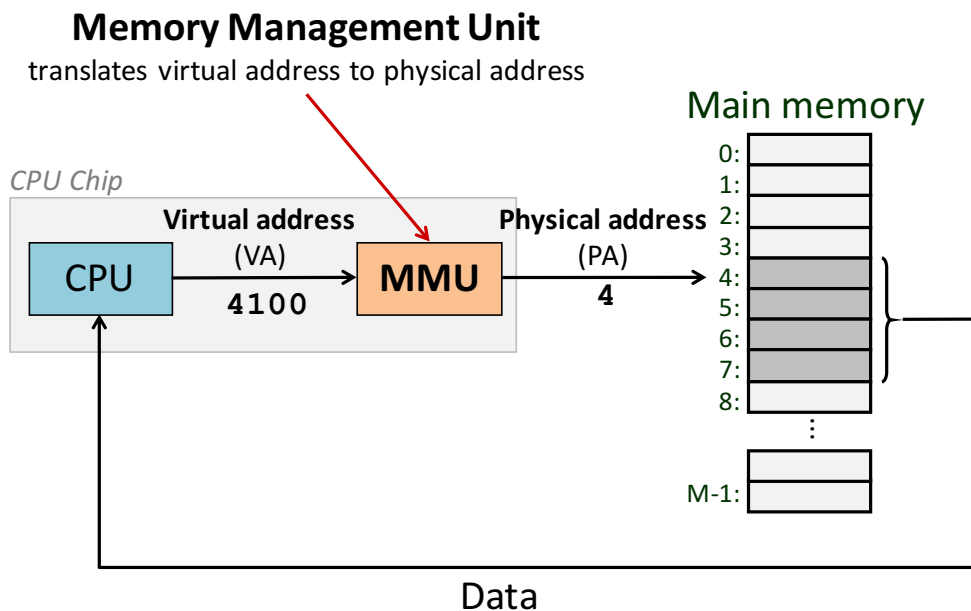 Memory Management Unit
translates virtual address to physical address
Main memory
CPU Chip
Virtual address
(VA)
4100
CPU
MMU
Physical address
(PA)
4
0:
1:
2:
3:
4:
5:
6:
7:
8:
...
M-1:
Data